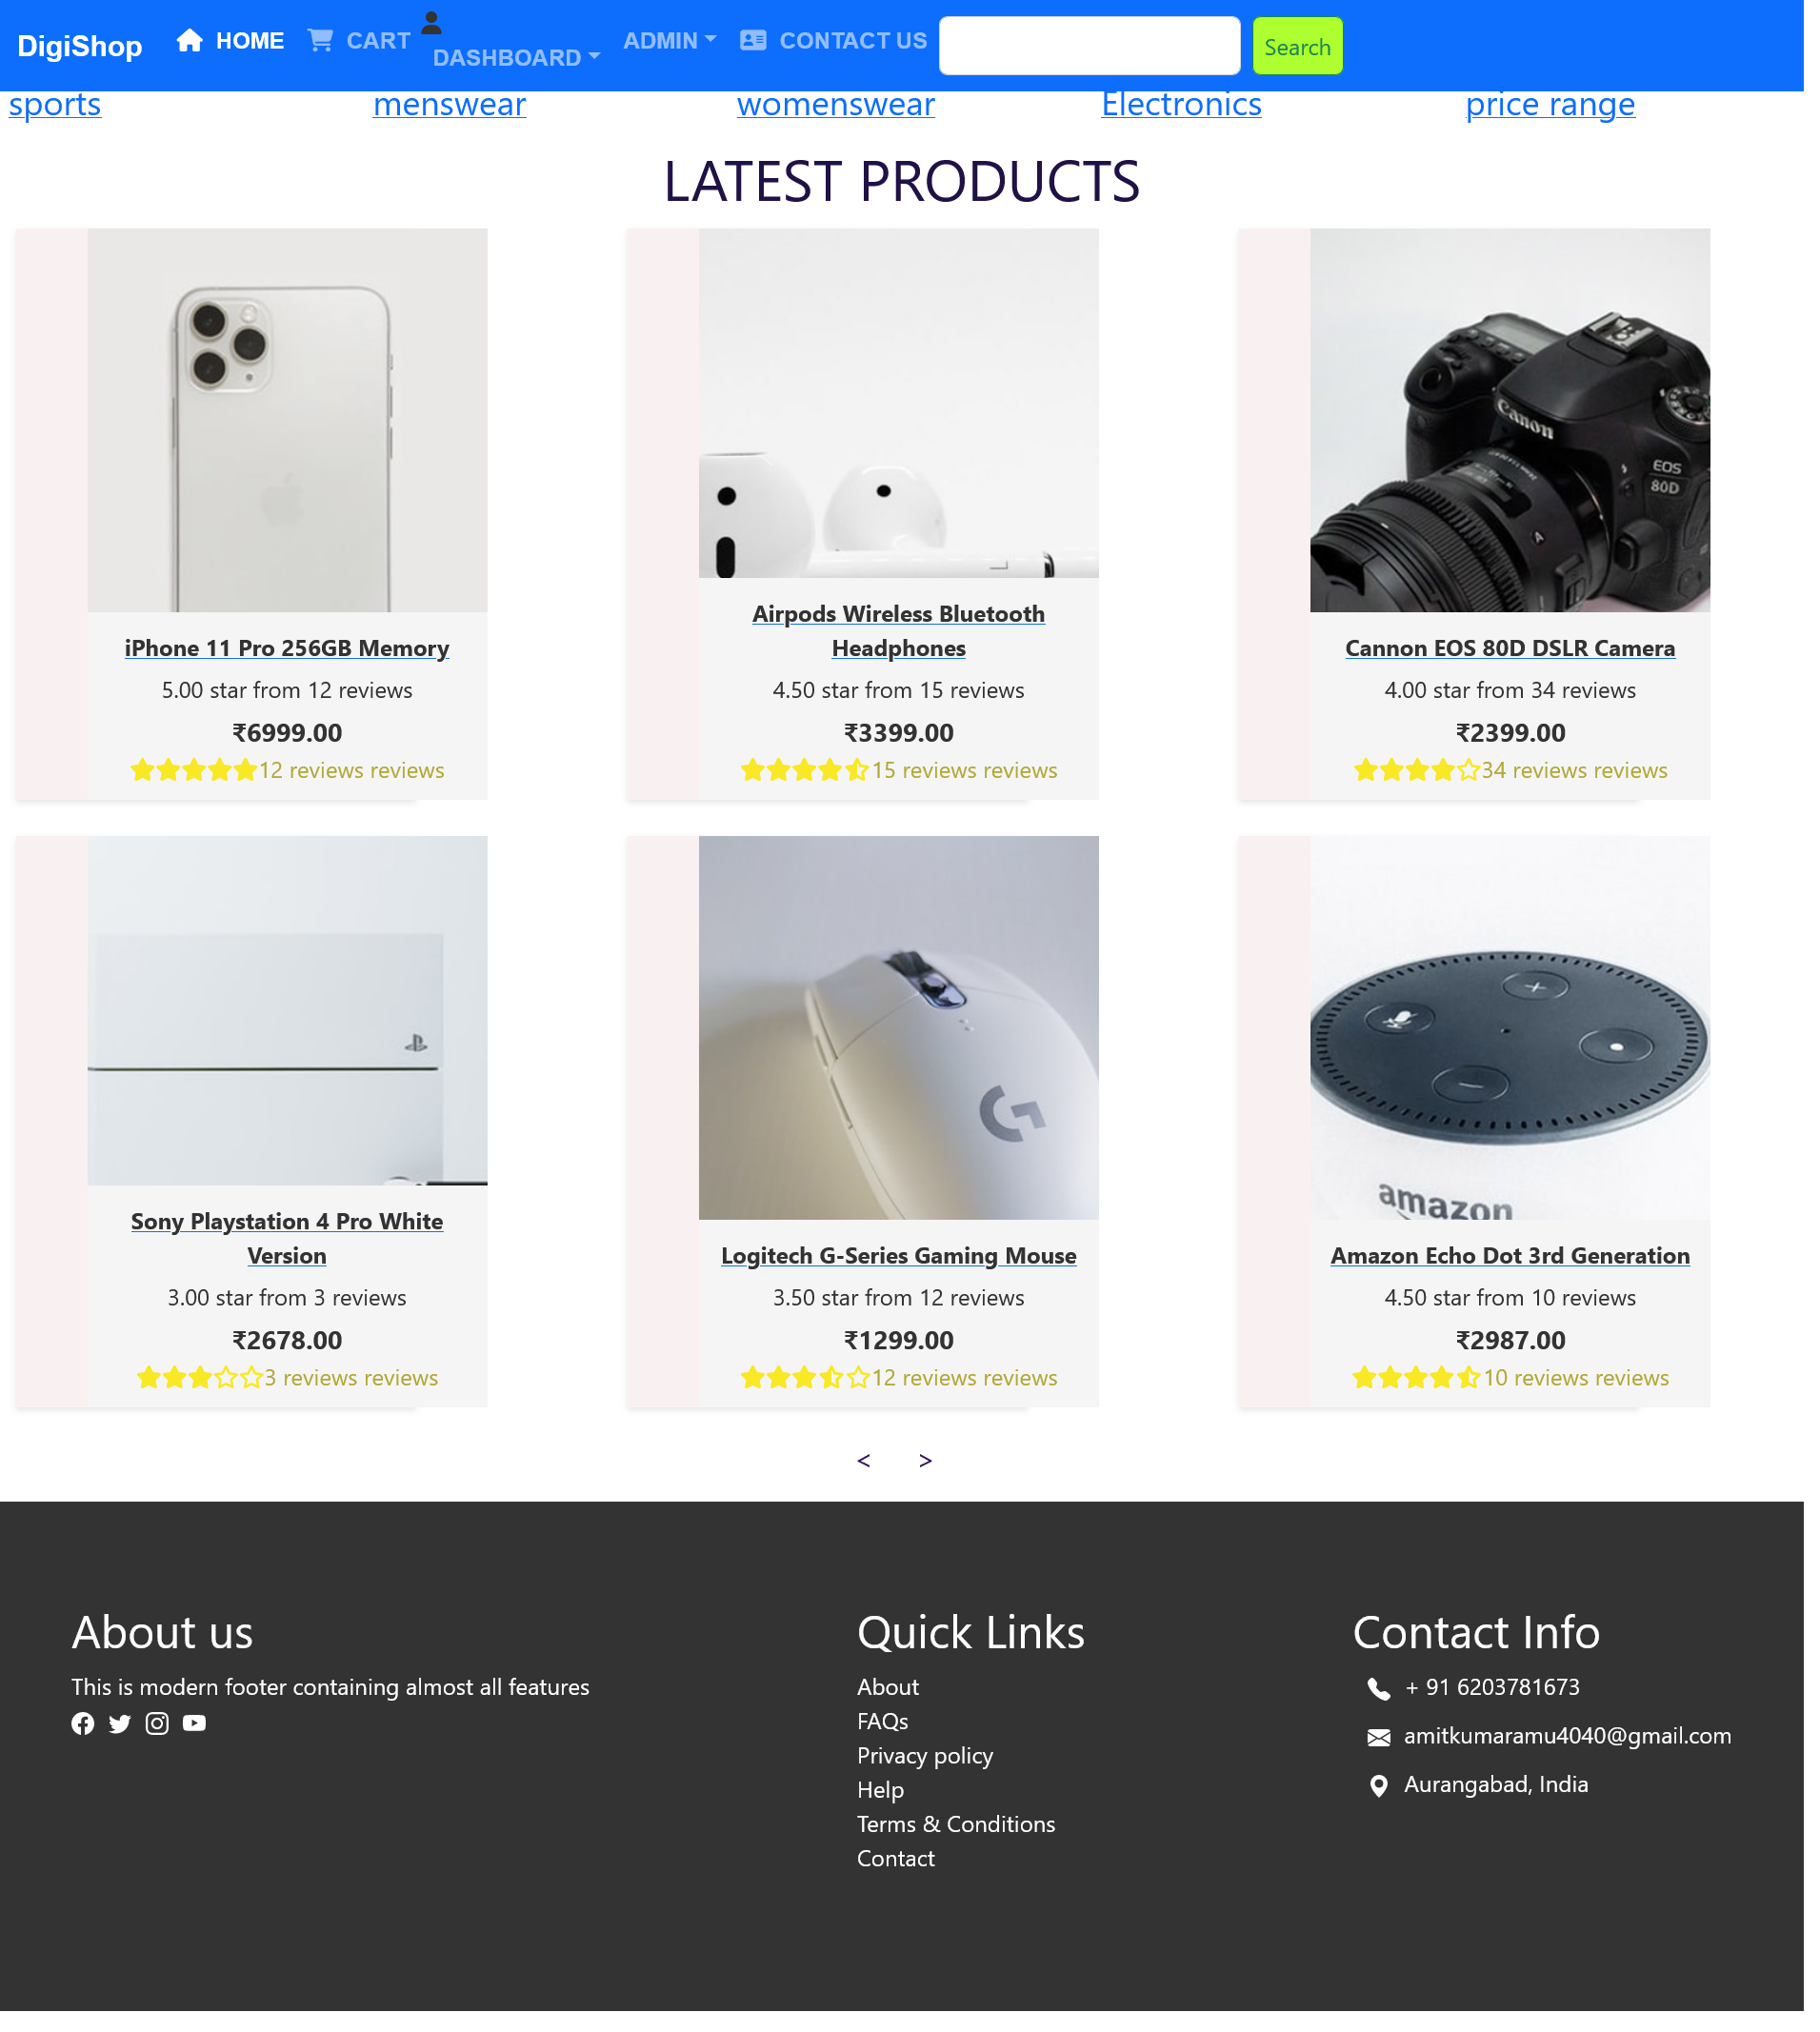 DigiShop
HOME
CART
DASHBOARD
ADMIN
CONTACT US
Search
sports
menswear
womenswear
Electronics
price range
LATEST PRODUCTS
iPhone 11 Pro 256GB Memory
5.00 star from 12 reviews
₹6999.00
12 reviews reviews
Airpods Wireless Bluetooth
Headphones
4.50 star from 15 reviews
₹3399.00
15 reviews reviews
Canon
EOS
80D
A
Cannon EOS 80D DSLR Camera
4.00 star from 34 reviews
₹2399.00
34 reviews reviews
Sony Playstation 4 Pro White
Version
3.00 star from 3 reviews
₹2678.00
3 reviews reviews
Logitech G-Series Gaming Mouse
3.50 star from 12 reviews
₹1299.00
12 reviews reviews
amazon
Amazon Echo Dot 3rd Generation
4.50 star from 10 reviews
₹2987.00
10 reviews reviews
< >
About us
This is modern footer containing almost all features
Quick Links
About
FAQs
Privacy policy
Help
Terms & Conditions
Contact
Contact Info
+ 91 6203781673
amitkumaramu4040@gmail.com
Aurangabad, India